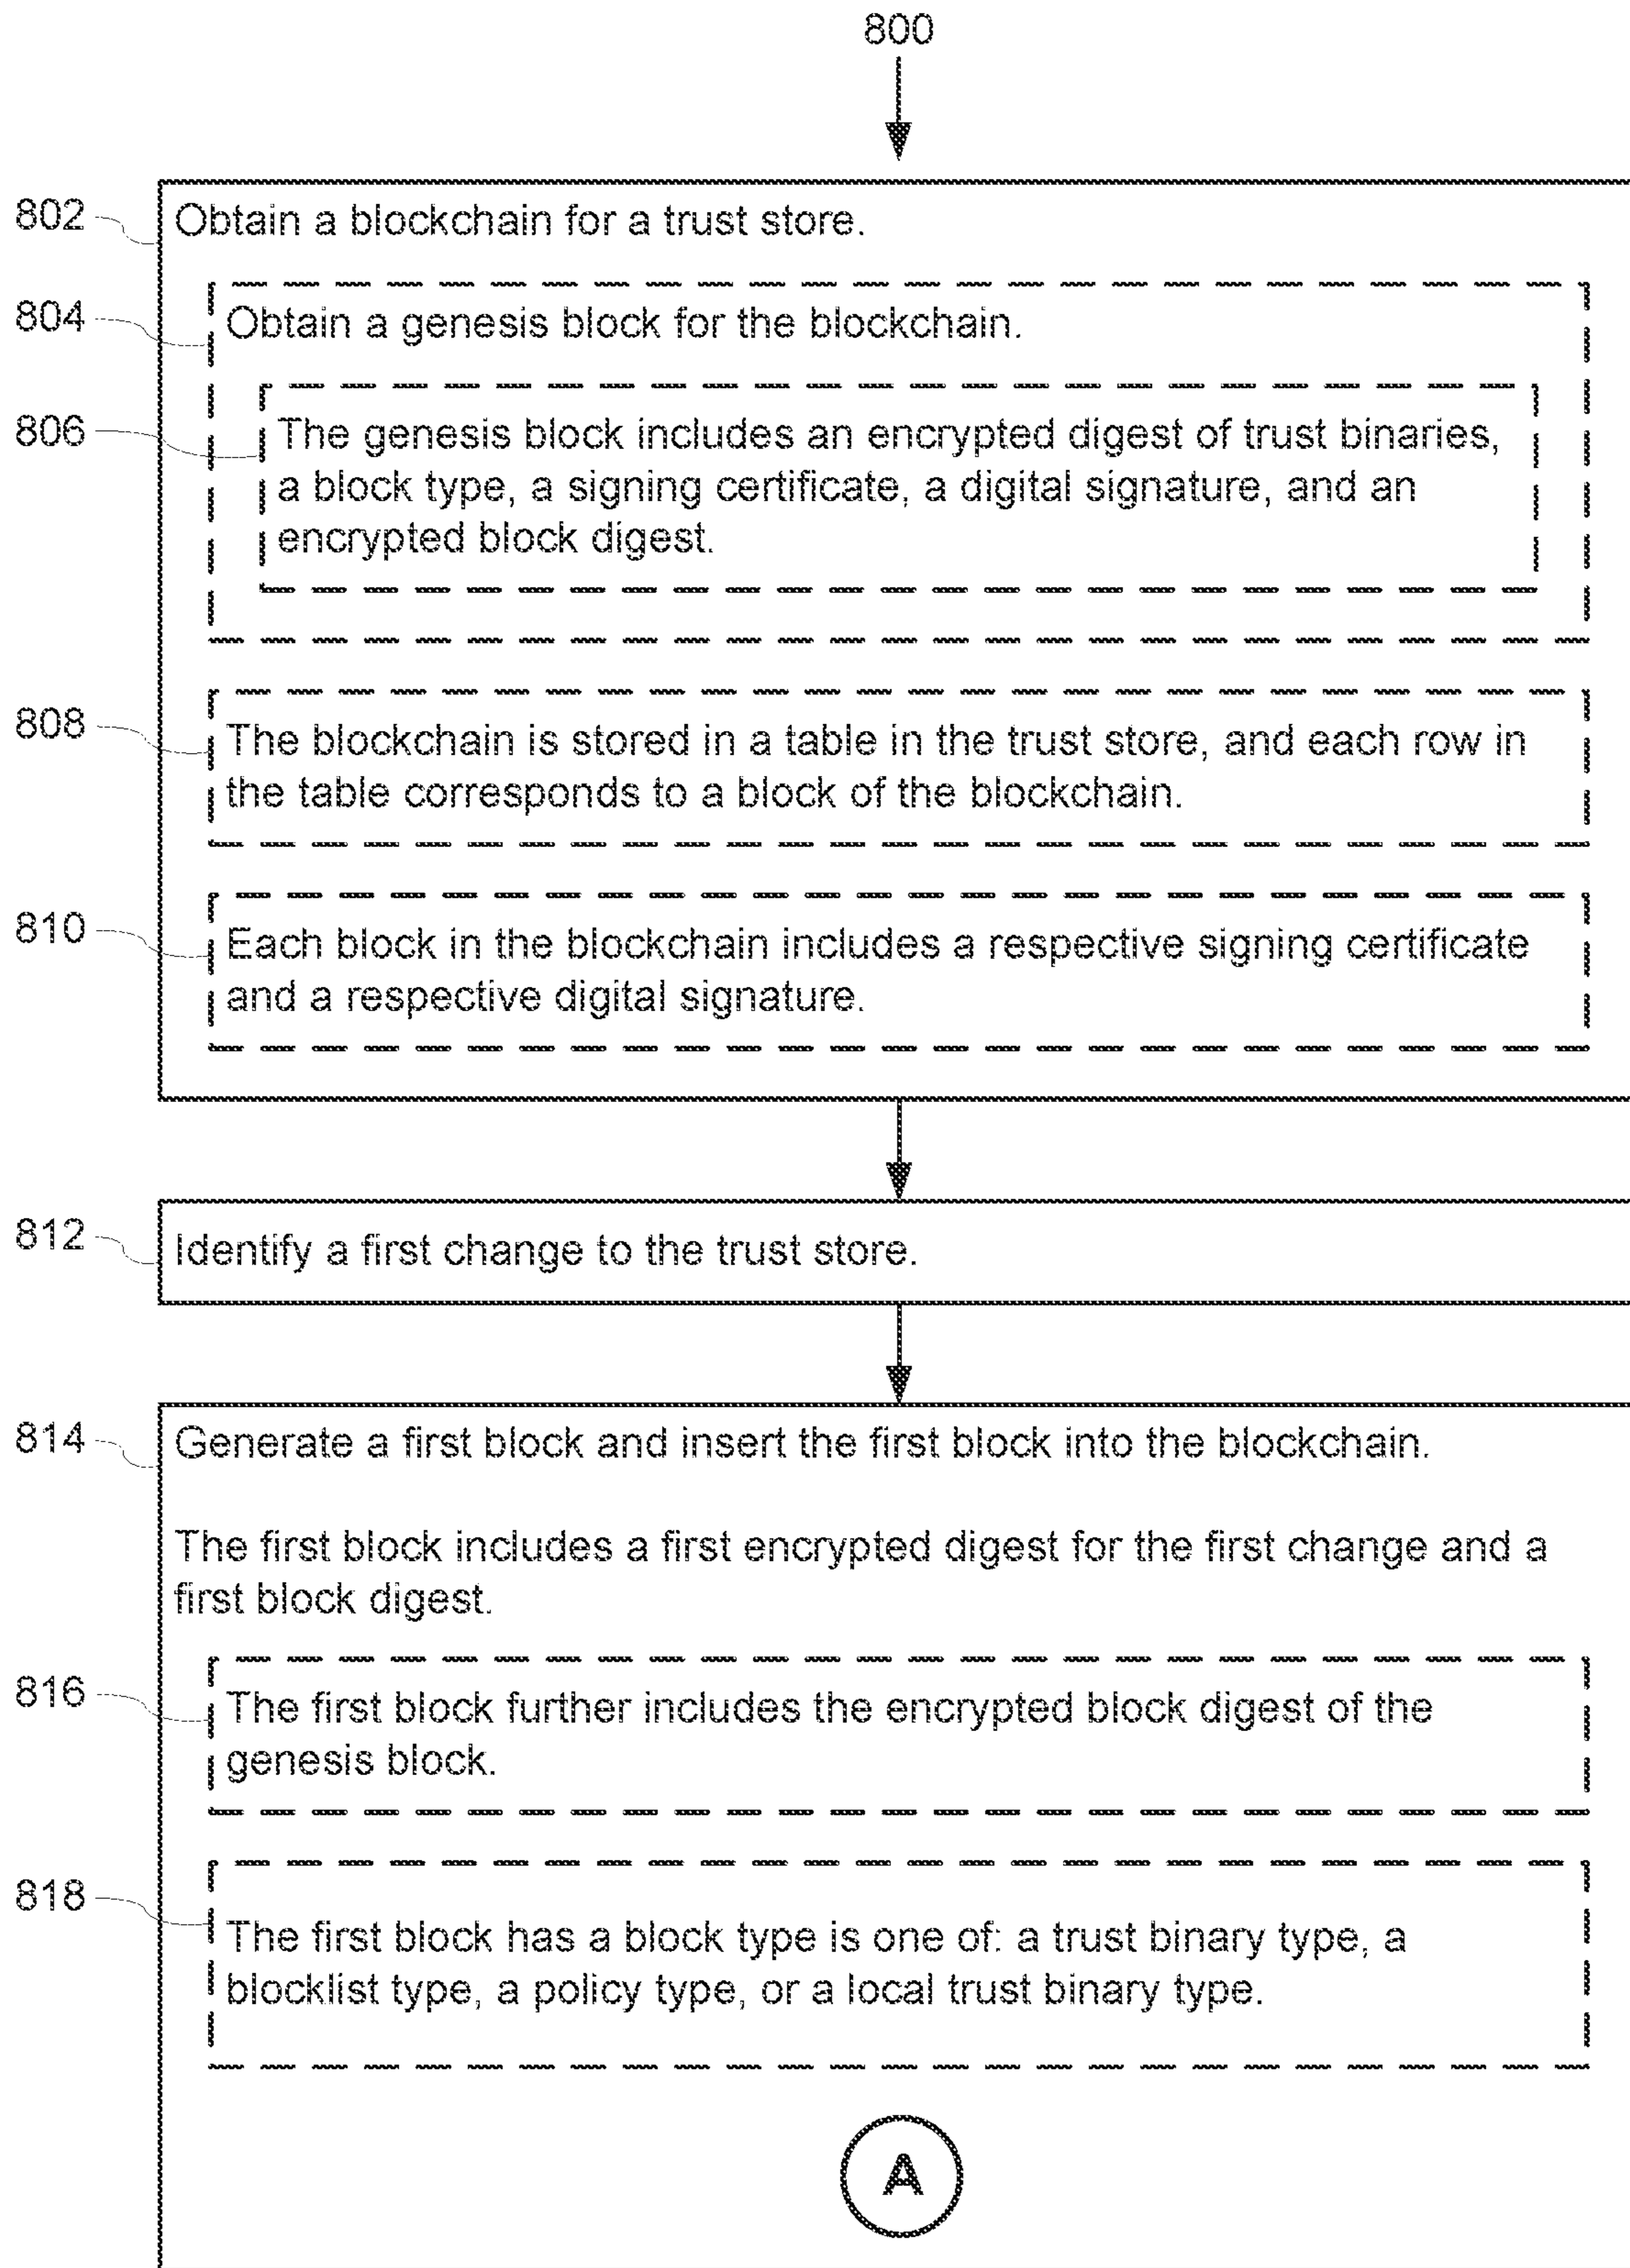 800
802
Obtain a blockchain for a trust store.
804
Obtain a genesis block for the blockchain.
806
The genesis block includes an encrypted digest of trust binaries,
a block type, a signing certificate, a digital signature, and an
encrypted block digest.
808
The blockchain is stored in a table in the trust store, and each row in
the table corresponds to a block of the blockchain.
810
Each block in the blockchain includes a respective signing certificate
and a respective digital signature.
812
Identify a first change to the trust store.
814
Generate a first block and insert the first block into the blockchain.
The first block includes a first encrypted digest for the first change and a
first block digest.
816
The first block further includes the encrypted block digest of the
genesis block.
818
The first block has a block type is one of: a trust binary type, a
blocklist type, a policy type, or a local trust binary type.
A